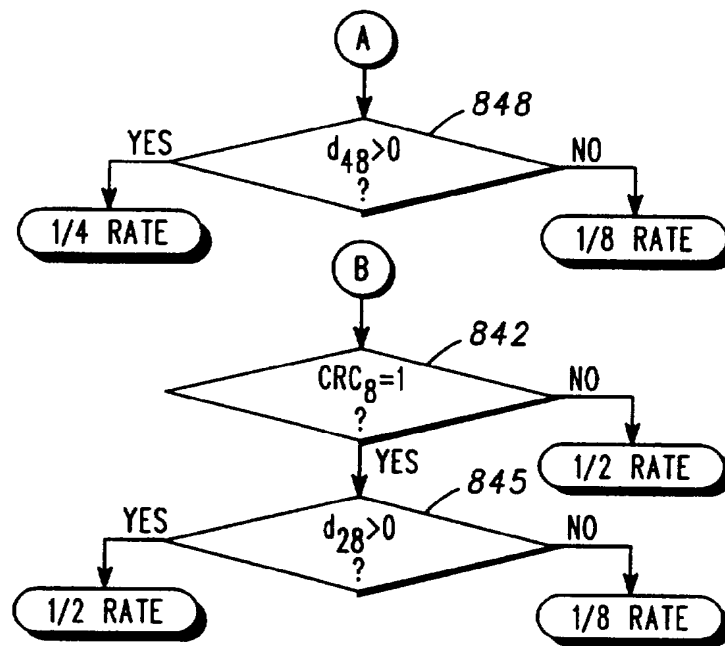 A
848
YES
d48>0
?
NO
1/4 RATE
1/8 RATE
B
842
CRC8=1
?
NO
YES
1/2 RATE
845
YES
d28>0
?
NO
1/2 RATE
1/8 RATE